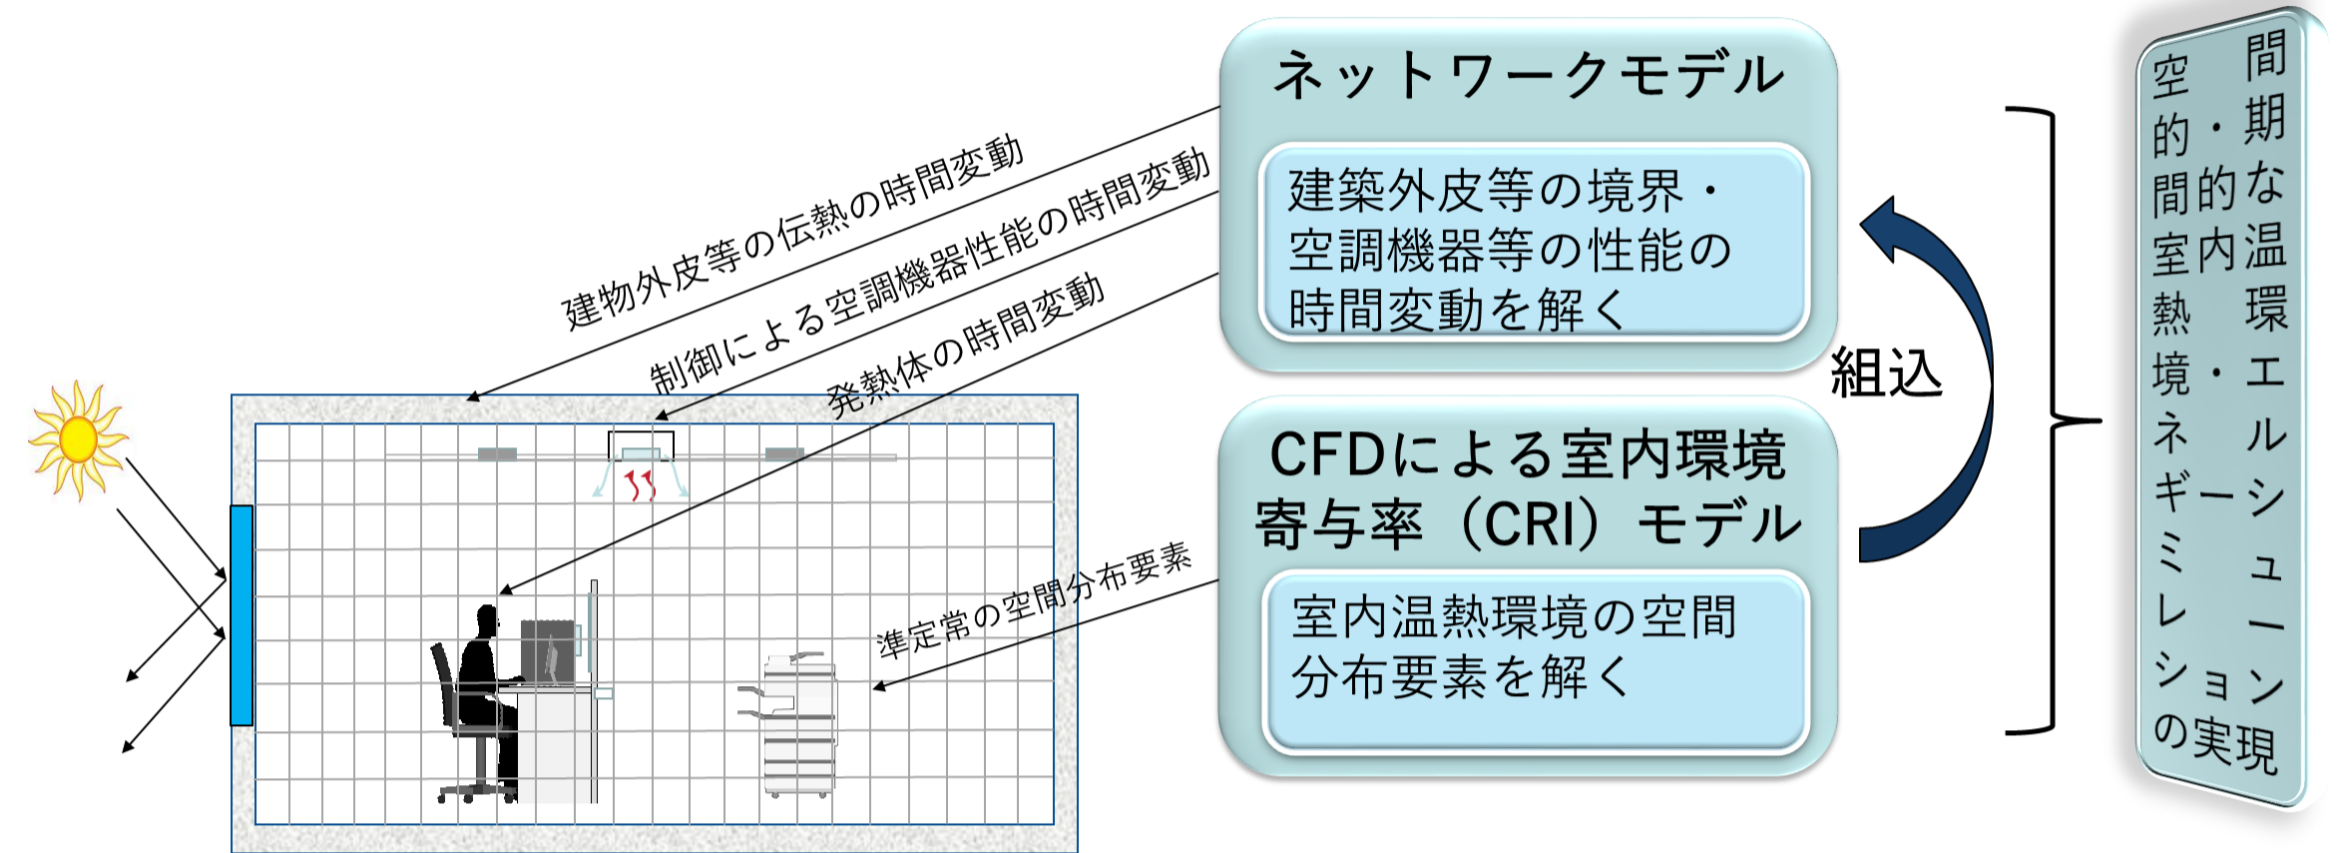 ネットワークモデル
建築外皮等の境界・
空調機器等の性能の
時間変動を解く
建物外皮等の伝熱の時間変動
制御による空調機器性能の時間変動
発熱体の時間変動
組込
CFDによる室内環境
寄与率（CRI）モデル
室内温熱環境の空間
分布要素を解く
準定常の空間分布要素
空間
的・期
間的な
室内温
熱環
境・エ
ネル
ギーシ
ミュ
レー
ション
の実現